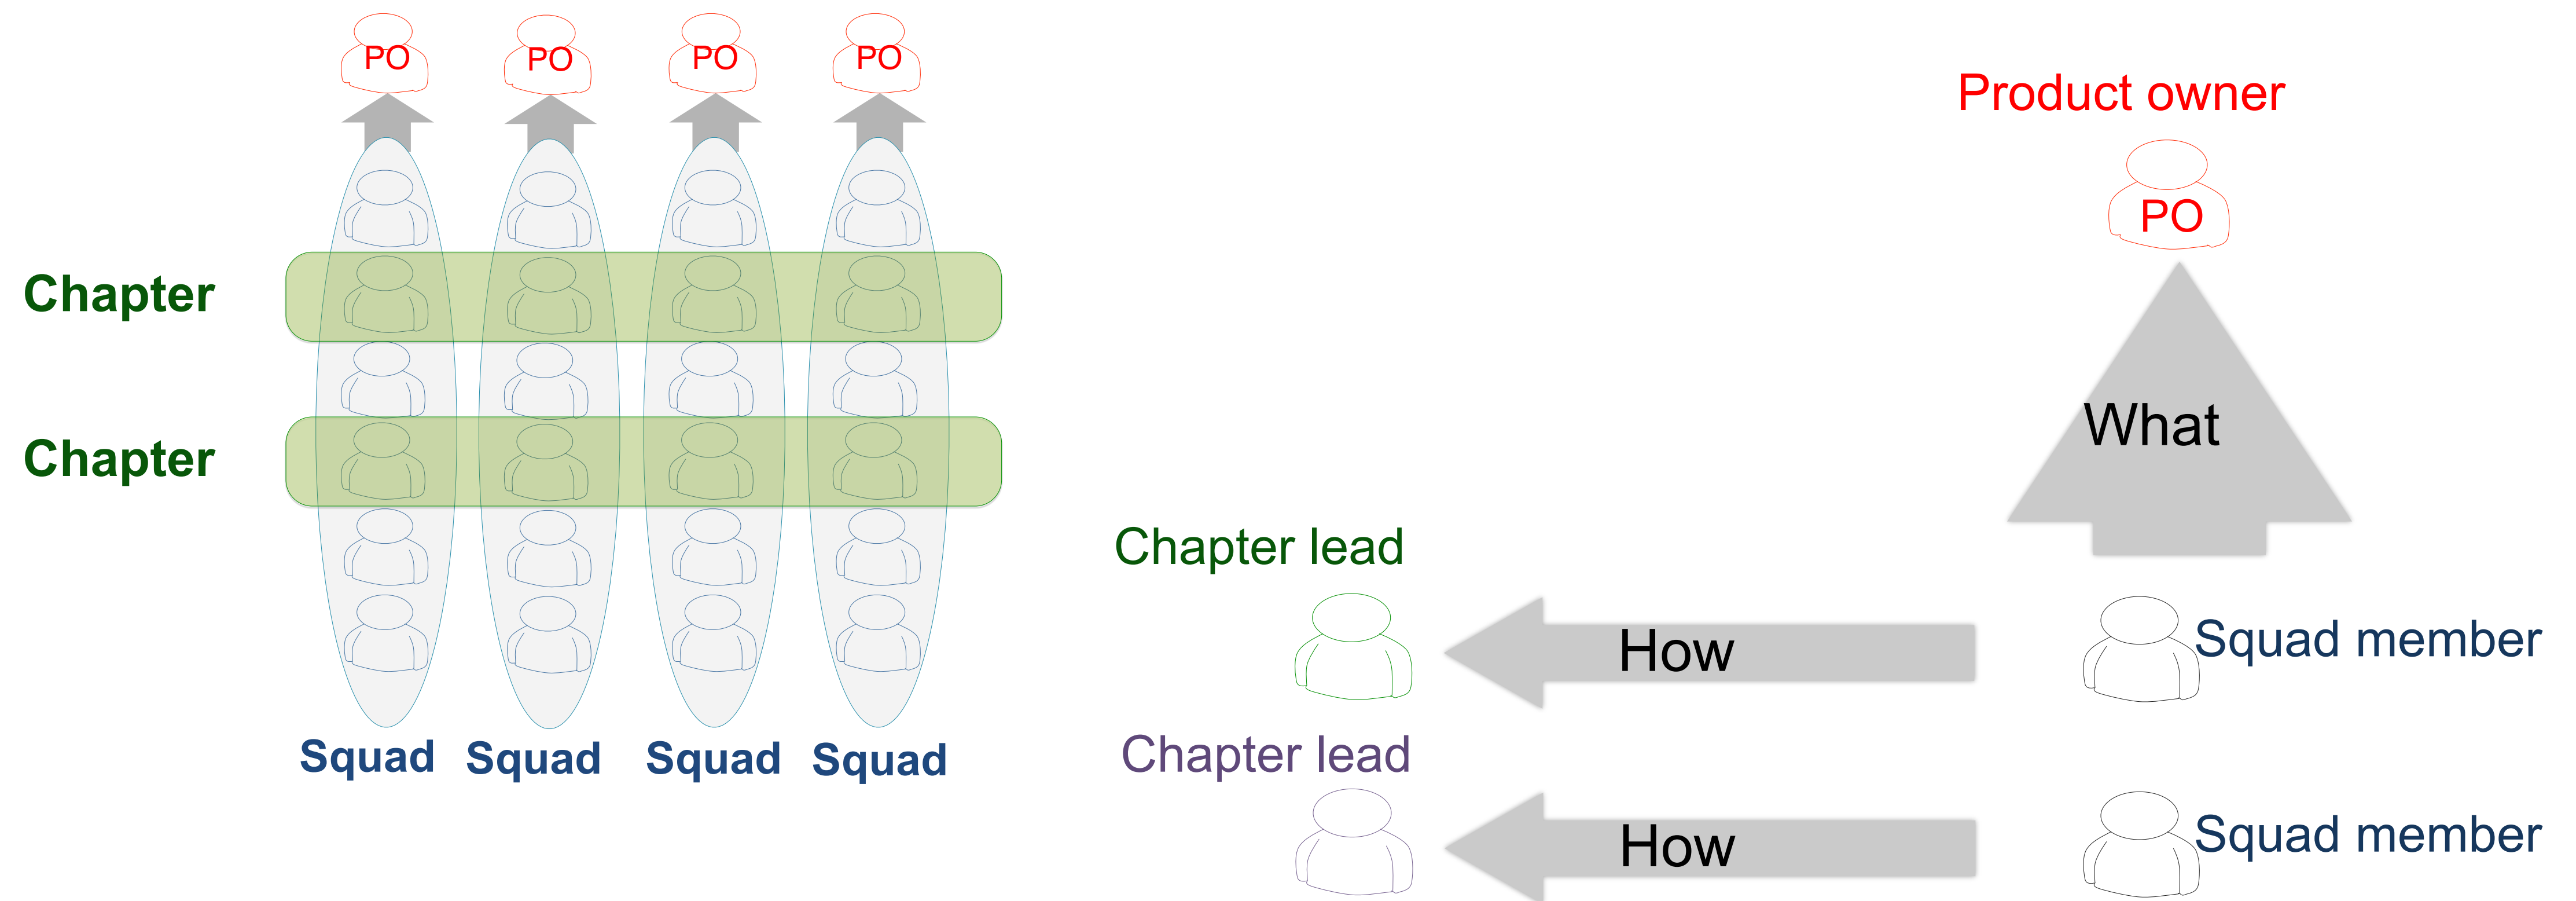 PO PO PO PO
Chapter
Chapter
Squad Squad Squad Squad
Product owner
PO
What
Chapter lead
How
Squad member
Chapter lead
How
Squad member